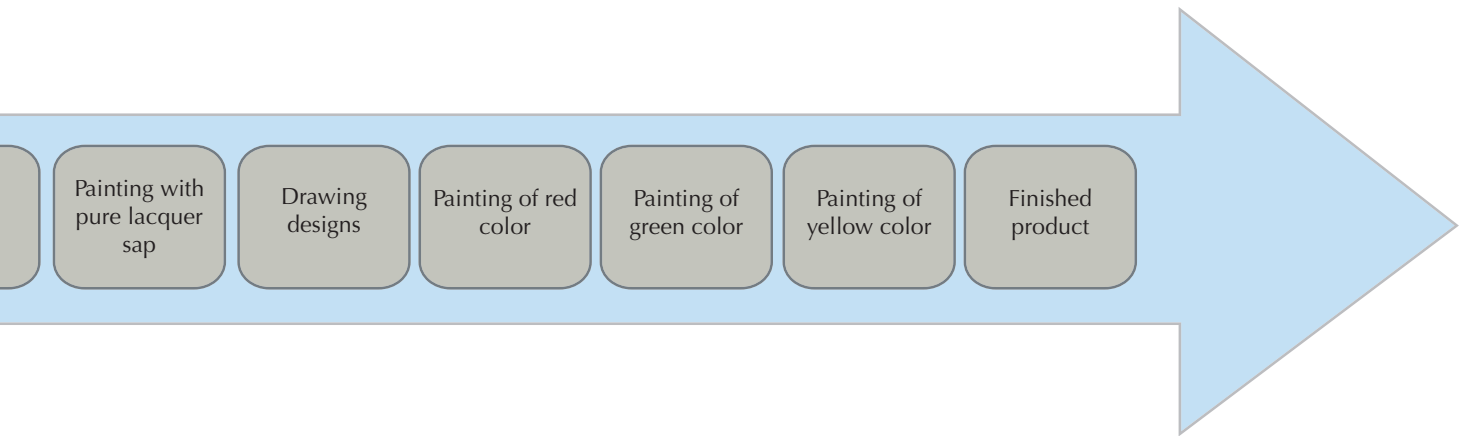 Painting with
pure lacquer
sap
Drawing
designs
Painting of red
color
Painting of
green color
Painting of
yellow color
Finished
product